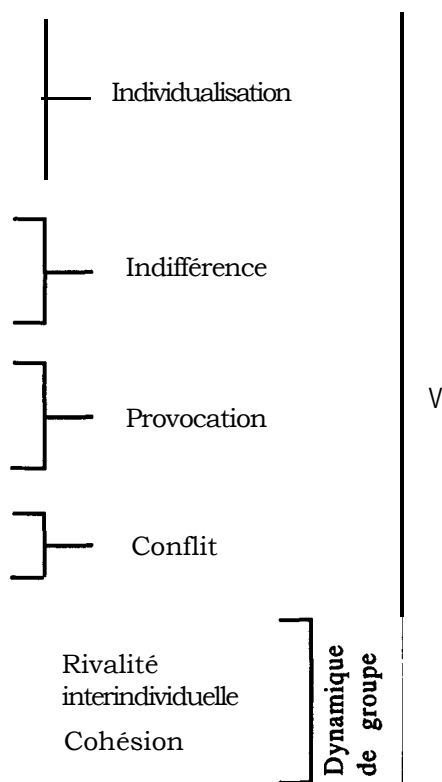 Individualisation
Indifférence
Provocation
V
Conflit
Rivalité
interindividuelle
Cohésion
Dynamique
de groupe